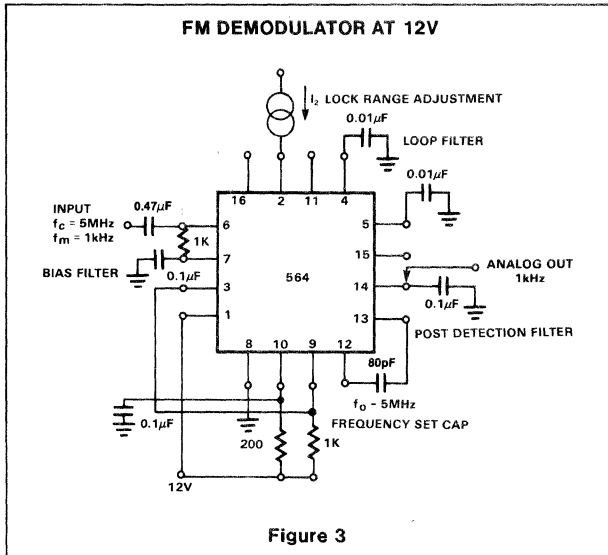 FM DEMODULATOR AT 12V
I₂ LOCK RANGE ADJUSTMENT
0.01µF
LOOP FILTER
0.01µF
16 2 11 4
INPUT
fc = 5MHz
fm = 1kHz
0.47µF
6
1K
5
BIAS FILTER
0.1µF
7
3
1
564
15
14
13
ANALOG OUT
1kHz
0.1µF
POST DETECTION FILTER
8 10 9 12
80pF
fo - 5MHz
FREQUENCY SET CAP
0.1µF
200
1K
12V
Figure 3